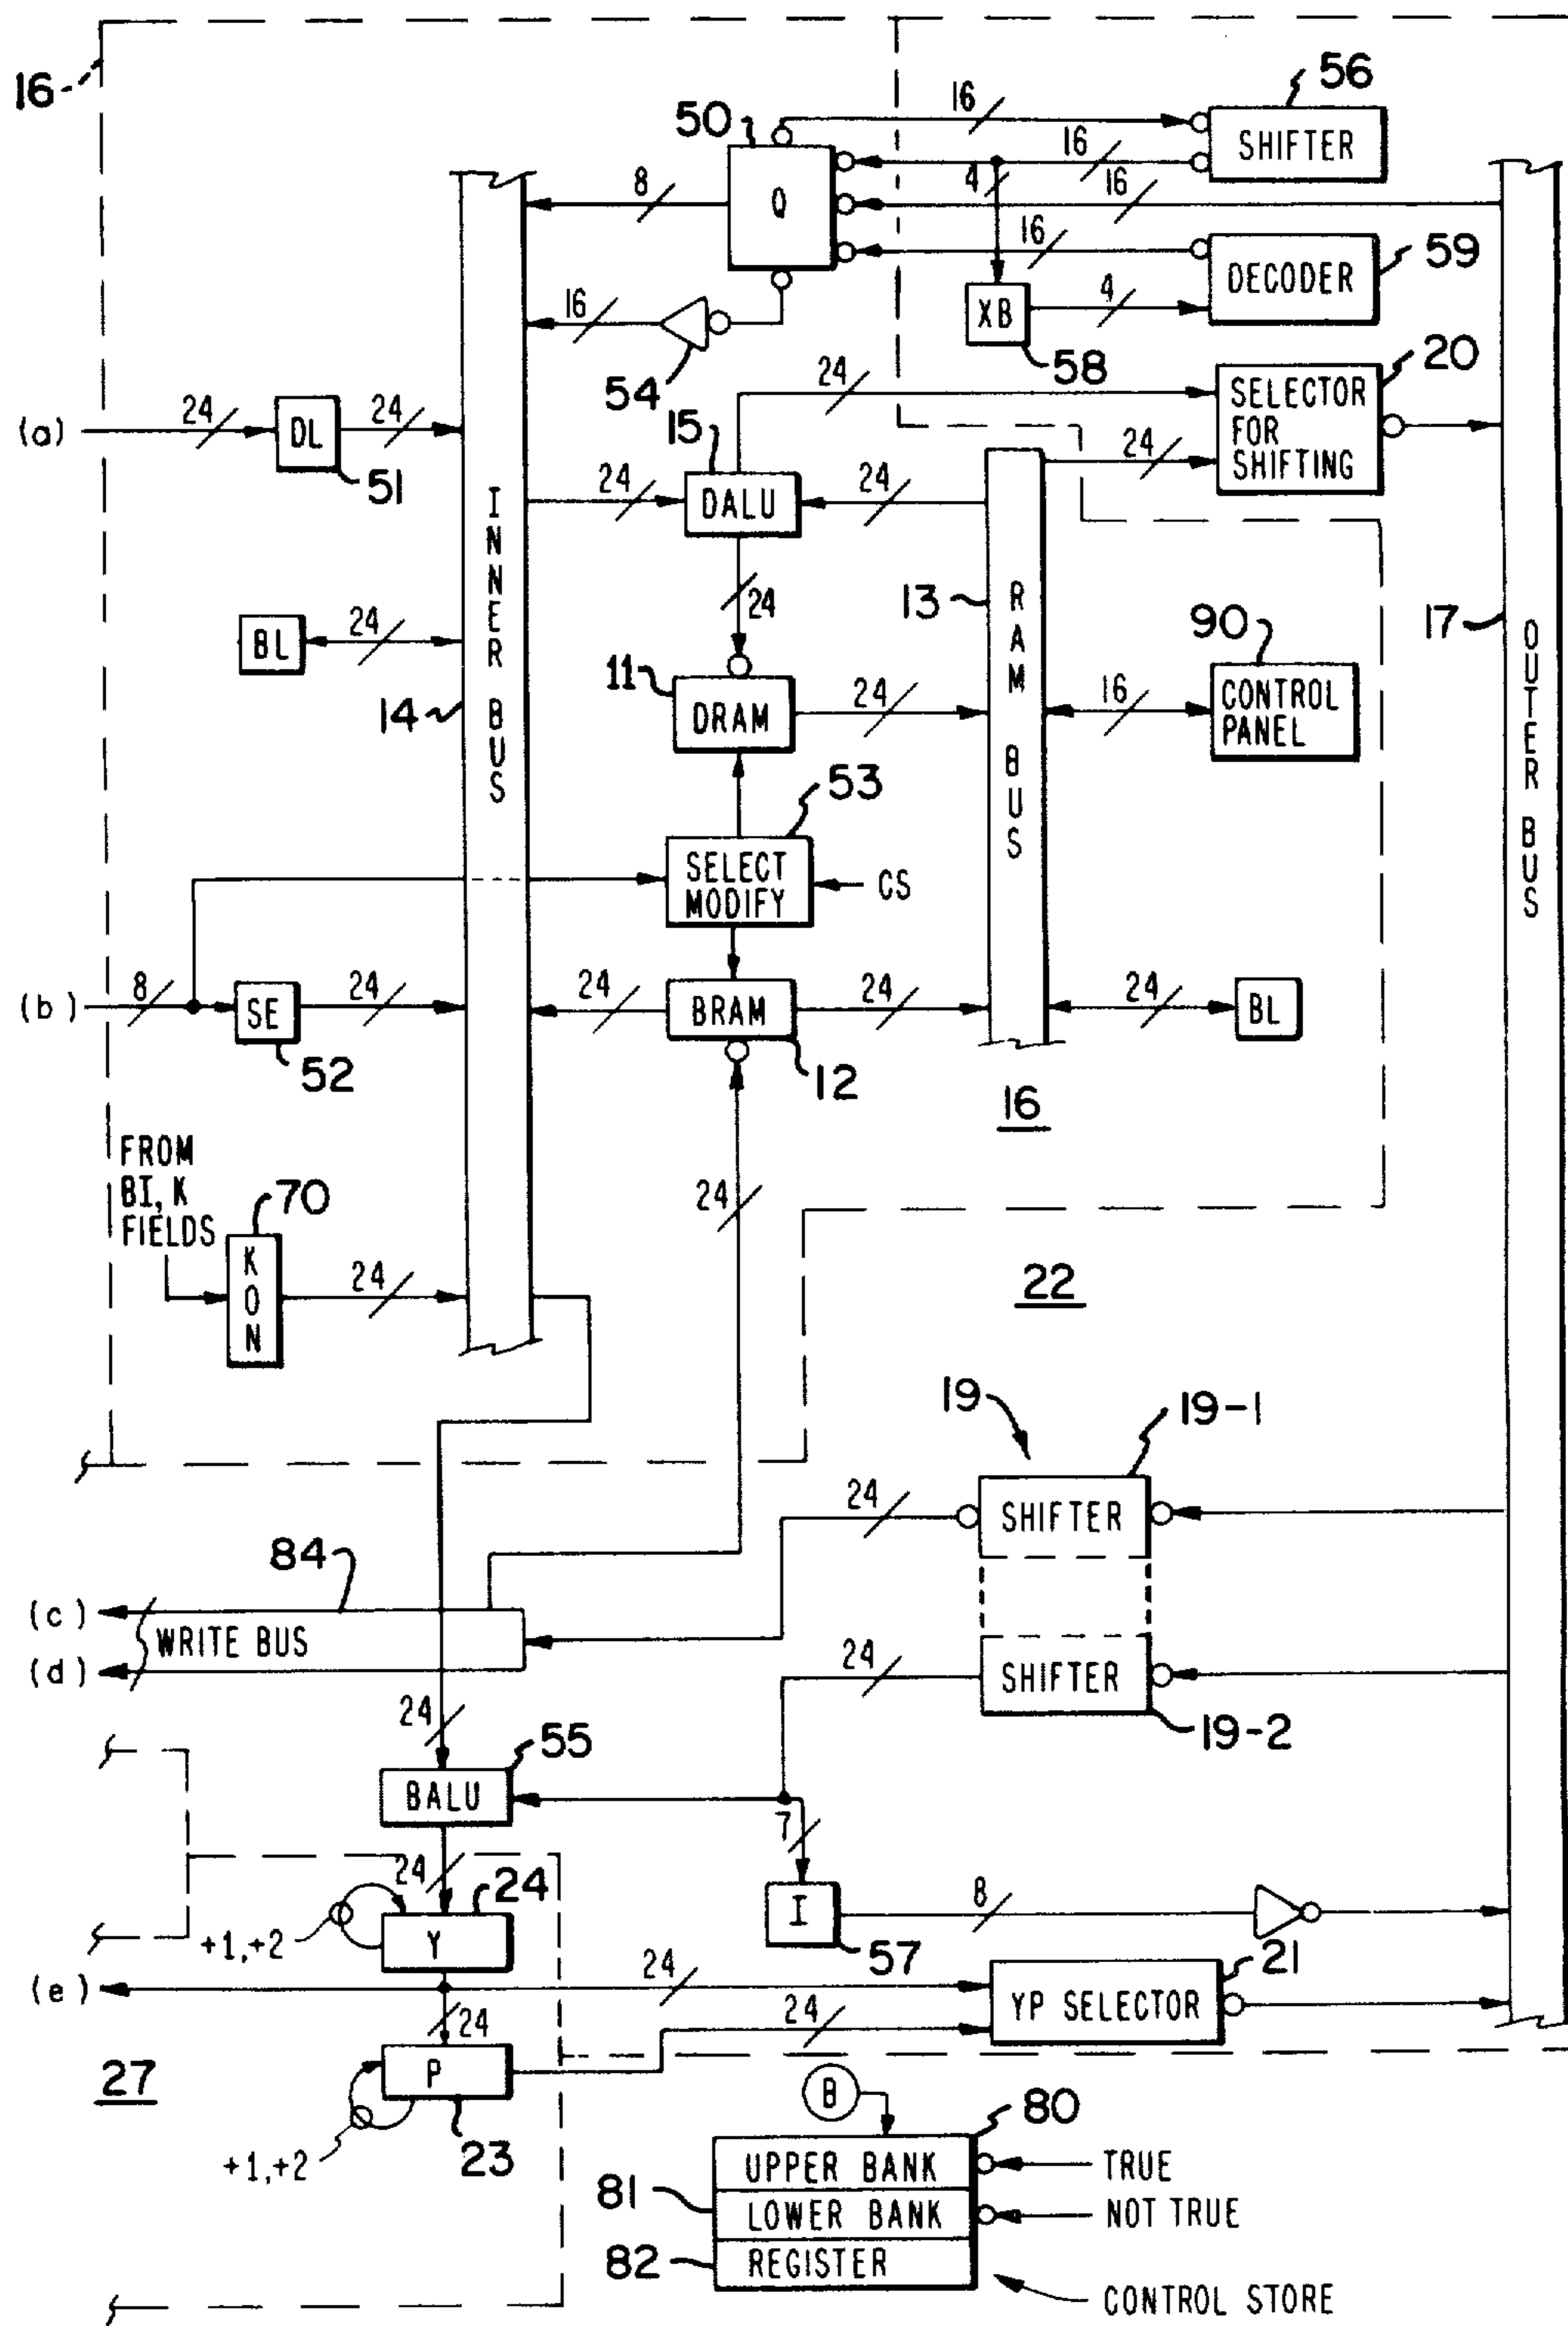 16
56
16
50
SHIFTER
16
4
16
8
Q
16
DECODER
59
16
4
XB
54
58
24
20
SELECTOR
FOR
SHIFTING
(a)
24
DL
24
51
15
24
24
DALU
24
INNER BUS
24
RAM BUS
13
17
OUTER BUS
BL
24
14
11
DRAM
24
16
90
CONTROL
PANEL
53
SELECT
MODIFY
CS
(b)
8
SE
24
52
24
BRAM
24
12
24
BL
16
FROM
BI, K
FIELDS
70
KON
24
24
22
19
19-1
24
SHIFTER
84
(c)
WRITE BUS
(d)
24
SHIFTER
19-2
24
55
BALU
7
24
24
+1,+2
Y
I
8
57
(e)
24
21
YP SELECTOR
24
24
P
27
23
+1,+2
B
80
UPPER BANK
TRUE
81
LOWER BANK
NOT TRUE
82
REGISTER
CONTROL STORE